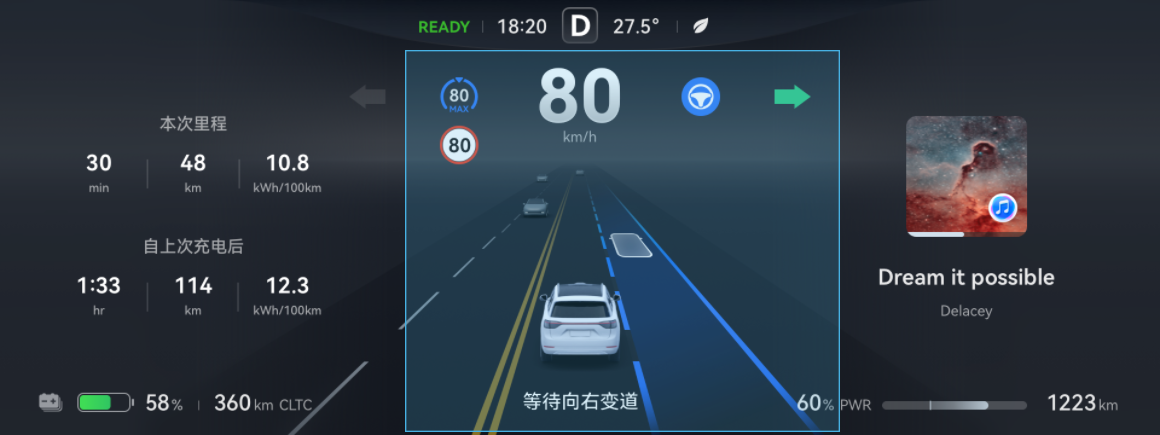 READY 18:20 D 27.5°
80 MAX
80
km/h
80
本次里程
30 48 10.8
min km kWh/100km
自上次充电后
1:33 114 12.3
hr km kWh/100km
Dream it possible
Delacey
等待向右变道
58% 360 km CLTC
60% PWR 1223 km